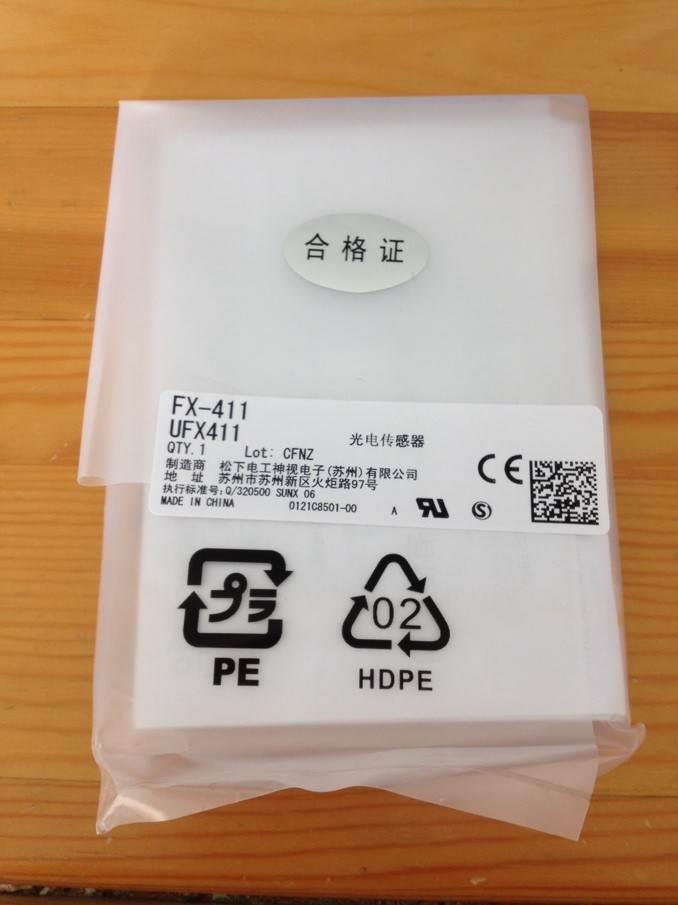 合格证
FX-411
UFX411
光电传感器
QTY.1 Lot: CFNZ
制造商 松下电工神视电子(苏州)有限公司
地 址 苏州市苏州新区火炬路97号
执行标准号:Q/320500 SUNX 06
MADE IN CHINA 0121C8501-00 A
CE
プラ
PE
02
HDPE